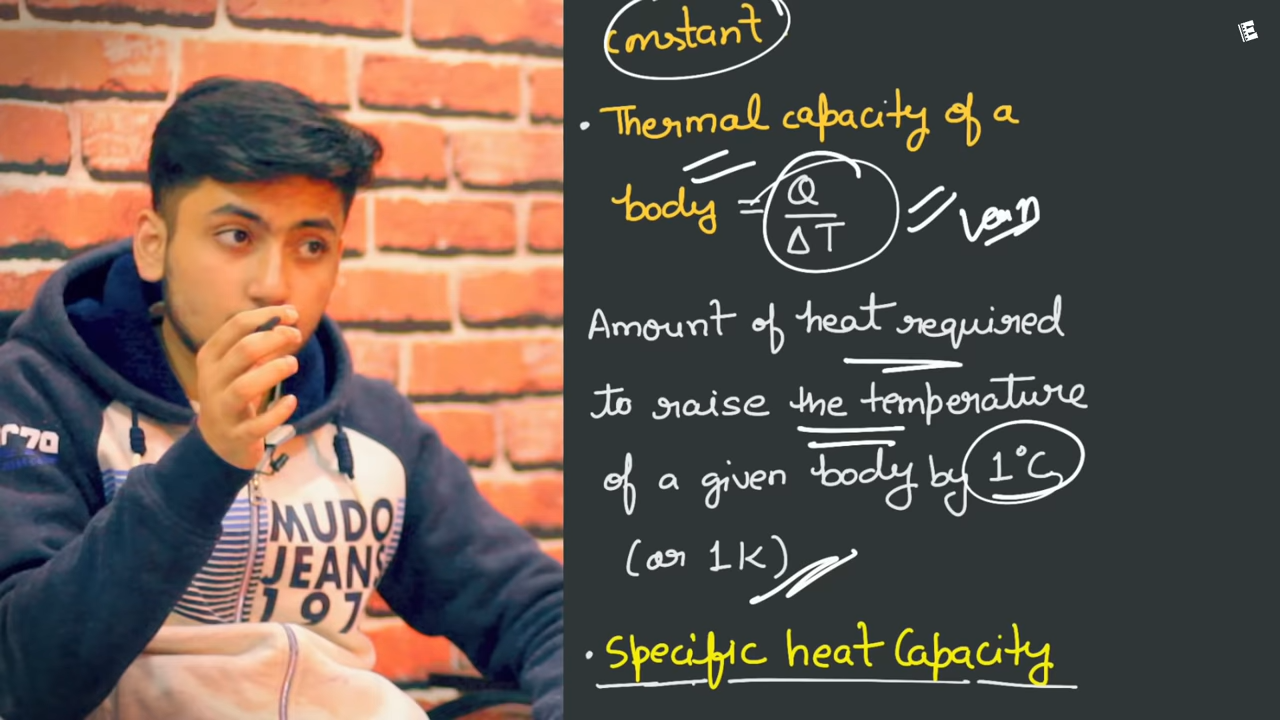 constant
• Thermal capacity of a
body = Q
ΔT
Amount of heat required
to raise the temperature
of a given body by 1°C
(or 1K)
• Specific heat Capacity
MUDO
JEANS
197